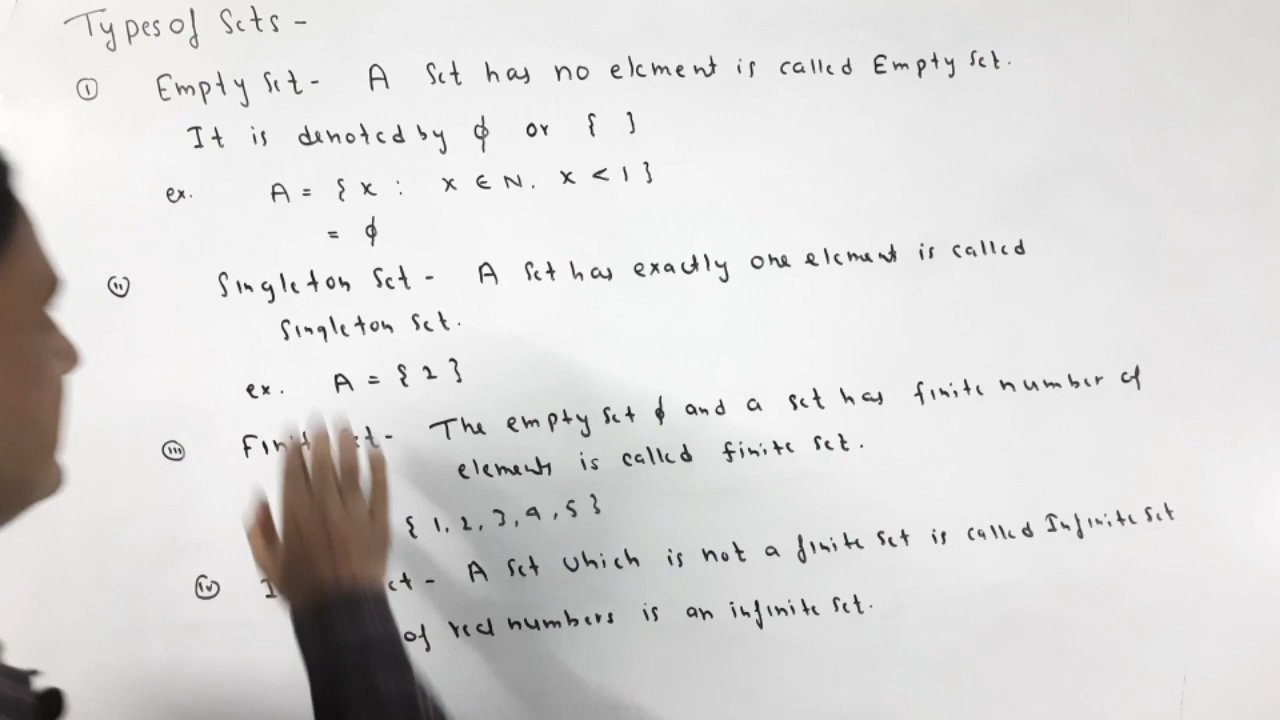 Types of Sets -
(i) Empty Set - A Set has no element is called Empty Set.
It is denoted by ϕ or { }
ex. A = { x : x ∈ N, x < 1 }
= ϕ
(ii) Singleton Set - A Set has exactly one element is called
Singleton Set.
ex. A = { 2 }
(iii) The empty set ϕ and a set has finite number of
elements is called finite set.
{ 1, 2, 3, 4, 5 }
(iv) - A Set which is not a finite set is called Infinite Set
of real numbers is an infinite set.